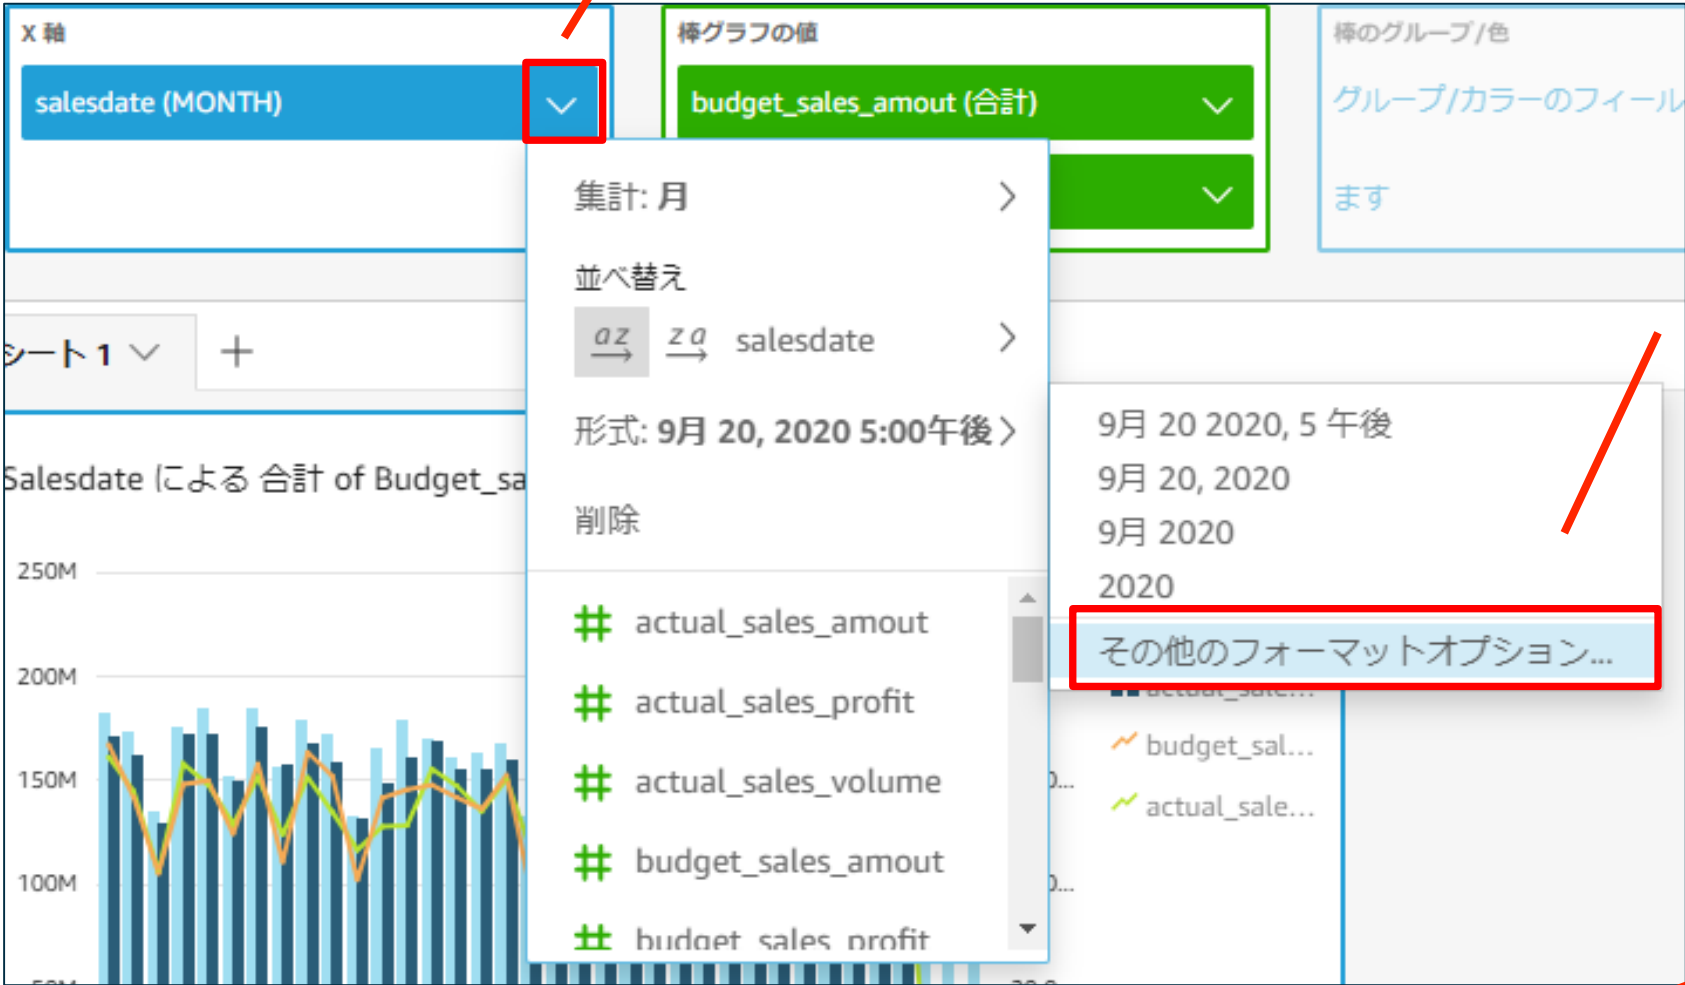 X 軸
salesdate (MONTH)
棒グラフの値
budget_sales_amout (合計)
棒のグループ/色
グループ/カラーのフィール
ます
集計: 月
並べ替え
az
za
salesdate
形式: 9月 20, 2020 5:00午後
削除
actual_sales_amout
actual_sales_profit
actual_sales_volume
budget_sales_amout
budget_sales_profit
9月 20 2020, 5 午後
9月 20, 2020
9月 2020
2020
その他のフォーマットオプション...
シート 1
Salesdate による 合計 of Budget_sa
250M
200M
150M
100M
50M
actual_sale...
budget_sal...
actual_sale...